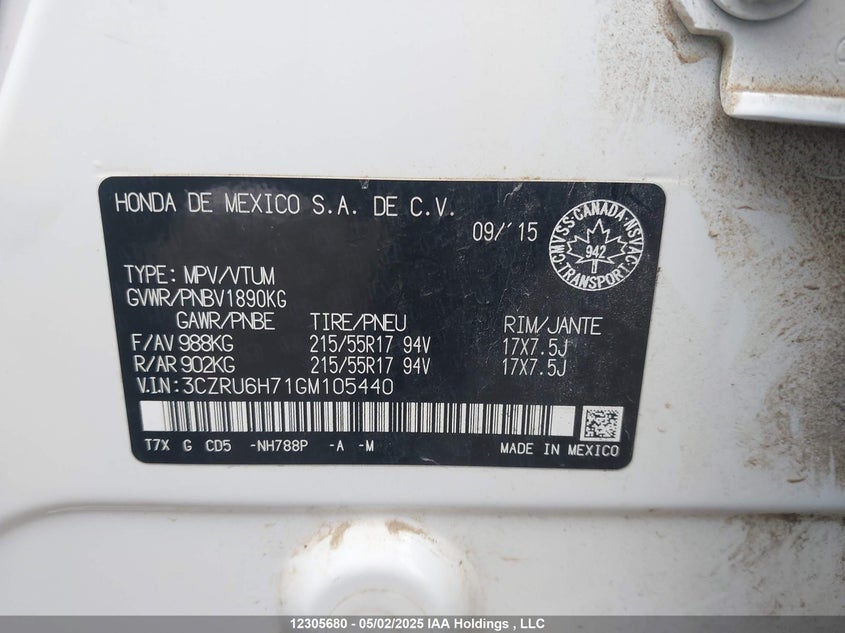 HONDA DE MEXICO S.A. DE C.V.
09/'15
CMVSS·CANADA·NSVAC
942
TRANSPORT
TYPE: MPV/VTUM
GVWR/PNBV1890KG
GAWR/PNBE TIRE/PNEU RIM/JANTE
F/AV 988KG 215/55R17 94V 17X7.5J
R/AR 902KG 215/55R17 94V 17X7.5J
V.IN: 3CZRU6H71GM105440
T7X G CD5 -NH788P -A -M MADE IN MEXICO
12305680 - 05/02/2025 IAA Holdings , LLC